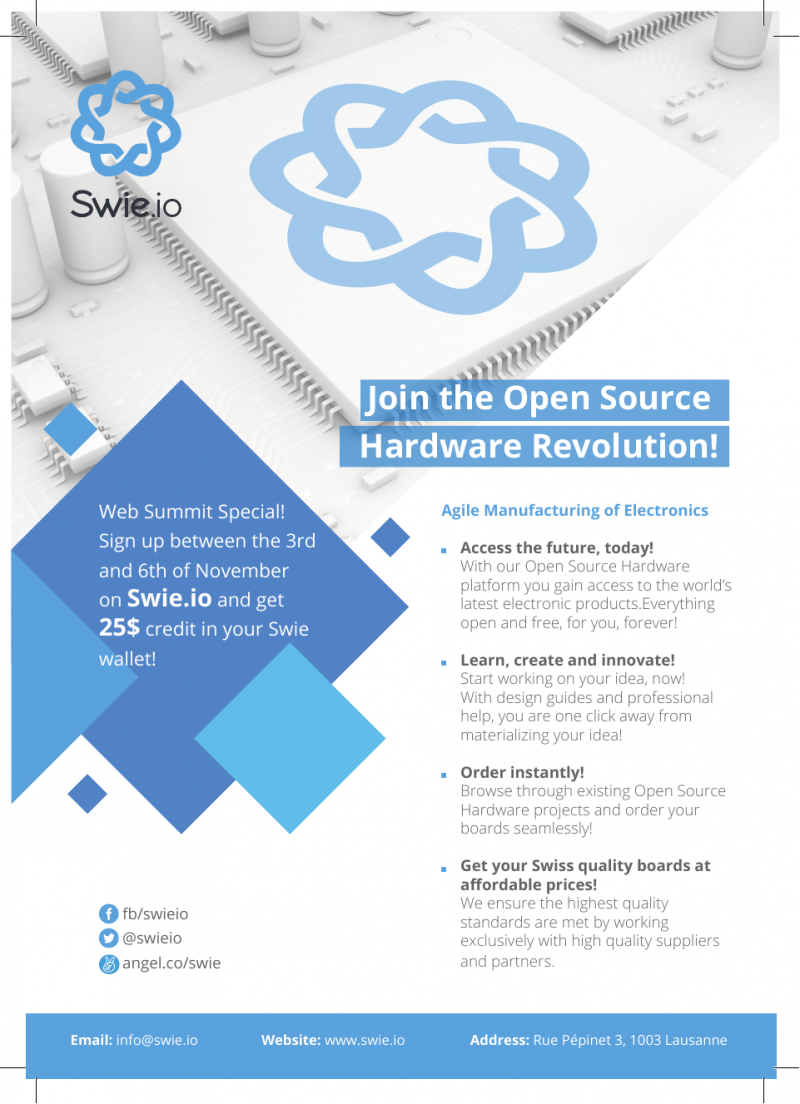 Swie.io
Join the Open Source
Hardware Revolution!
Web Summit Special!
Sign up between the 3rd
and 6th of November
on Swie.io and get
25$ credit in your Swie
wallet!
Agile Manufacturing of Electronics
Access the future, today!
With our Open Source Hardware
platform you gain access to the world’s
latest electronic products.Everything
open and free, for you, forever!
Learn, create and innovate!
Start working on your idea, now!
With design guides and professional
help, you are one click away from
materializing your idea!
Order instantly!
Browse through existing Open Source
Hardware projects and order your
boards seamlessly!
Get your Swiss quality boards at
affordable prices!
We ensure the highest quality
standards are met by working
exclusively with high quality suppliers
and partners.
fb/swieio
@swieio
angel.co/swie
Email: info@swie.io Website: www.swie.io Address: Rue Pépinet 3, 1003 Lausanne